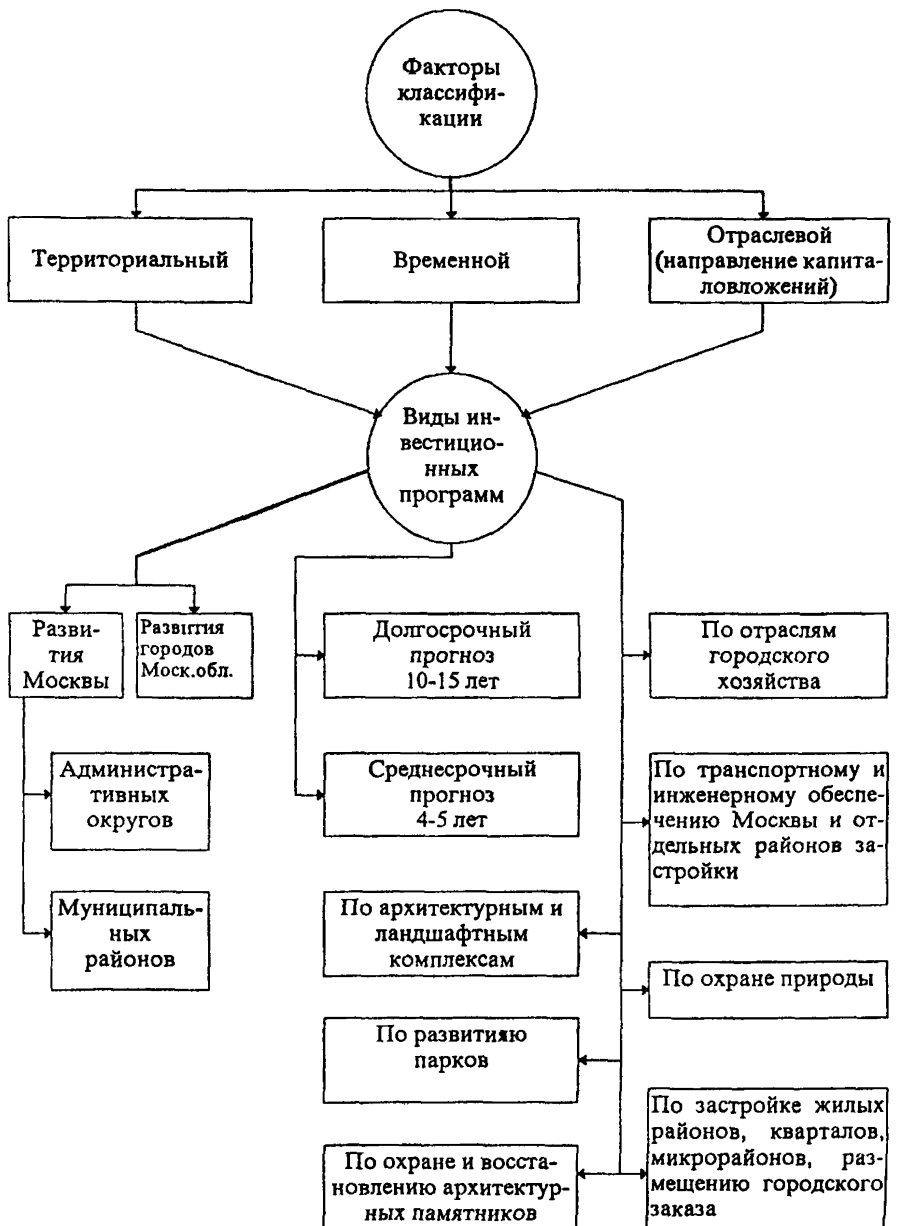 Факторы
классифи-
кации
Территориальный
Временной
Отраслевой
(направление капита-
ловложений)
Виды ин-
вестицио-
нных
программ
Разви-
тия
Москвы
Развития
городов
Моск.обл.
Долгосрочный
прогноз
10-15 лет
По отраслям
городского
хозяйства
Административ-
тивных
округов
Среднесрочный
прогноз
4-5 лет
По транспортному и
инженерному обеспе-
чению Москвы и от-
дельных районов за-
стройки
Муниципаль-
ных
районов
По архитектурным и
ландшафтным
комплексам
По охране природы
По развитияю
парков
По охране и восста-
новлению архитектур-
ных памятников
По застройке жилых
районов, кварталов,
микрорайонов, раз-
мещению городского
заказа